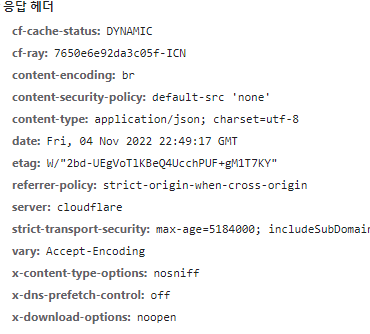 응답 헤더
cf-cache-status: DYNAMIC
cf-ray: 7650e6e92da3c05f-ICN
content-encoding: br
content-security-policy: default-src 'none'
content-type: application/json; charset=utf-8
date: Fri, 04 Nov 2022 22:49:17 GMT
etag: W/"2bd-UEgVoTlKBeQ4UcchPUF+gM1T7KY"
referrer-policy: strict-origin-when-cross-origin
server: cloudflare
strict-transport-security: max-age=5184000; includeSubDomain
vary: Accept-Encoding
x-content-type-options: nosniff
x-dns-prefetch-control: off
x-download-options: noopen